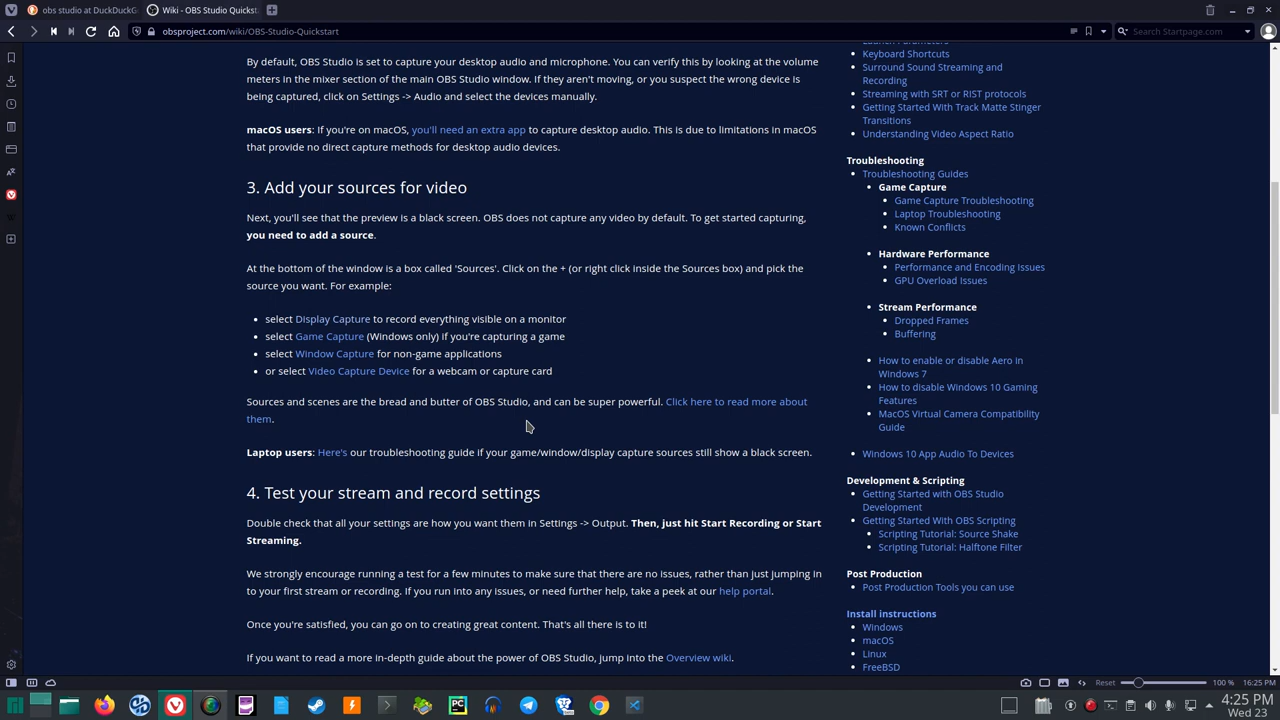 obs studio at DuckDuckG
Wiki - OBS Studio Quickst
obsproject.com/wiki/OBS-Studio-Quickstart
Search Startpage.com
By default, OBS Studio is set to capture your desktop audio and microphone. You can verify this by looking at the volume
meters in the mixer section of the main OBS Studio window. If they aren't moving, or you suspect the wrong device is
being captured, click on Settings -> Audio and select the devices manually.
macOS users: If you're on macOS, you'll need an extra app to capture desktop audio. This is due to limitations in macOS
that provide no direct capture methods for desktop audio devices.
3. Add your sources for video
Next, you'll see that the preview is a black screen. OBS does not capture any video by default. To get started capturing,
you need to add a source.
At the bottom of the window is a box called 'Sources'. Click on the + (or right click inside the Sources box) and pick the
source you want. For example:
• select Display Capture to record everything visible on a monitor
• select Game Capture (Windows only) if you're capturing a game
• select Window Capture for non-game applications
• or select Video Capture Device for a webcam or capture card
Sources and scenes are the bread and butter of OBS Studio, and can be super powerful. Click here to read more about
them.
Laptop users: Here's our troubleshooting guide if your game/window/display capture sources still show a black screen.
4. Test your stream and record settings
Double check that all your settings are how you want them in Settings -> Output. Then, just hit Start Recording or Start
Streaming.
We strongly encourage running a test for a few minutes to make sure that there are no issues, rather than just jumping in
to your first stream or recording. If you run into any issues, or need further help, take a peek at our help portal.
Once you're satisfied, you can go on to creating great content. That's all there is to it!
If you want to read a more in-depth guide about the power of OBS Studio, jump into the Overview wiki.
Launch Parameters
• Keyboard Shortcuts
• Surround Sound Streaming and
Recording
• Streaming with SRT or RIST protocols
• Getting Started With Track Matte Stinger
Transitions
• Understanding Video Aspect Ratio
Troubleshooting
• Troubleshooting Guides
• Game Capture
• Game Capture Troubleshooting
• Laptop Troubleshooting
• Known Conflicts
• Hardware Performance
• Performance and Encoding Issues
• GPU Overload Issues
• Stream Performance
• Dropped Frames
• Buffering
• How to enable or disable Aero in
Windows 7
• How to disable Windows 10 Gaming
Features
• MacOS Virtual Camera Compatibility
Guide
• Windows 10 App Audio To Devices
Development & Scripting
• Getting Started with OBS Studio
Development
• Getting Started With OBS Scripting
• Scripting Tutorial: Source Shake
• Scripting Tutorial: Halftone Filter
Post Production
• Post Production Tools you can use
Install instructions
• Windows
• macOS
• Linux
• FreeBSD
Reset
100 %
16:25 PM
4:25 PM
Wed 23